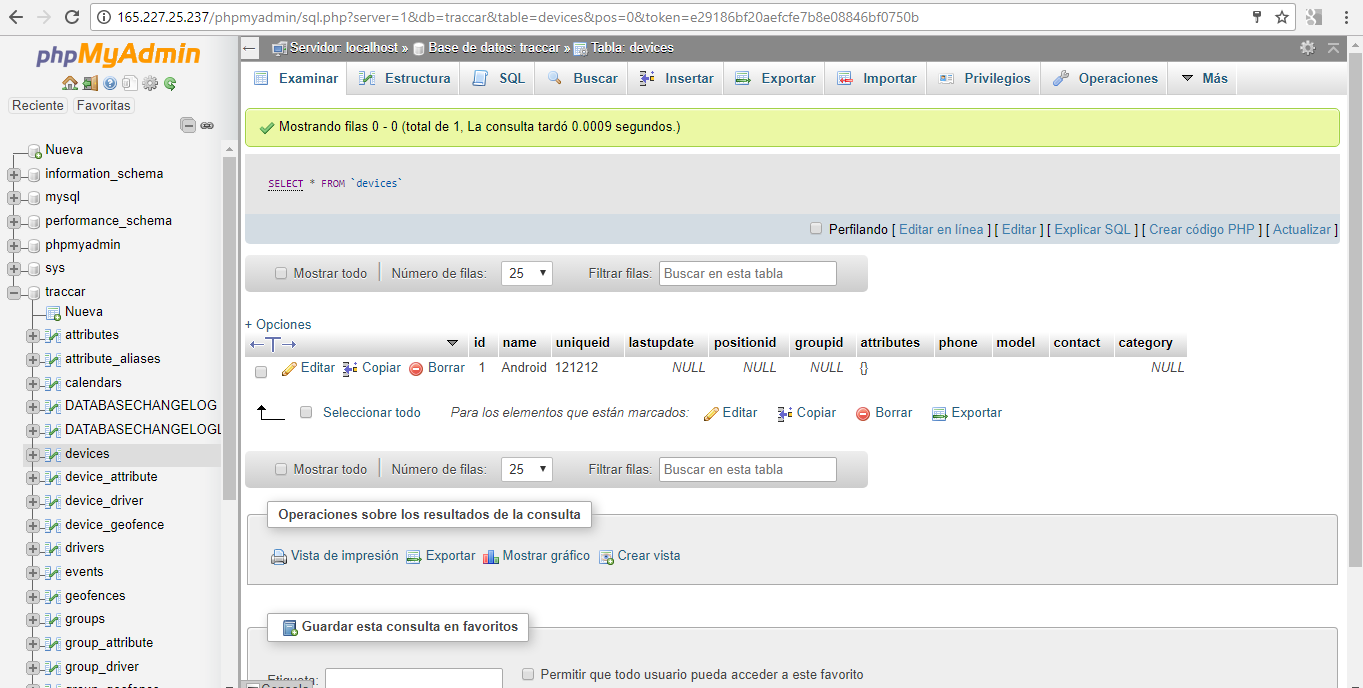 165.227.25.237/phpmyadmin/sql.php?server=1&db=traccar&table=devices&pos=0&token=e29186bf20aefcfe7b8e08846bf0750b
phpMyAdmin
Reciente Favoritas
Nueva
information_schema
mysql
performance_schema
phpmyadmin
sys
traccar
Nueva
attributes
attribute_aliases
calendars
DATABASECHANGELOG
DATABASECHANGELOGL
devices
device_attribute
device_driver
device_geofence
drivers
events
geofences
groups
group_attribute
group_driver
Servidor: localhost » Base de datos: traccar » Tabla: devices
Examinar Estructura SQL Buscar Insertar Exportar Importar Privilegios Operaciones Más
Mostrando filas 0 - 0 (total de 1, La consulta tardó 0.0009 segundos.)
SELECT * FROM `devices`
Perfilando [ Editar en línea ] [ Editar ] [ Explicar SQL ] [ Crear código PHP ] [ Actualizar ]
Mostrar todo Número de filas: 25 Filtrar filas: Buscar en esta tabla
+ Opciones
←T→ id name uniqueid lastupdate positionid groupid attributes phone model contact category
Editar Copiar Borrar 1 Android 121212 NULL NULL NULL {} NULL
Seleccionar todo Para los elementos que están marcados: Editar Copiar Borrar Exportar
Mostrar todo Número de filas: 25 Filtrar filas: Buscar en esta tabla
Operaciones sobre los resultados de la consulta
Vista de impresión Exportar Mostrar gráfico Crear vista
Guardar esta consulta en favoritos
Etiqueta: Permitir que todo usuario pueda acceder a este favorito